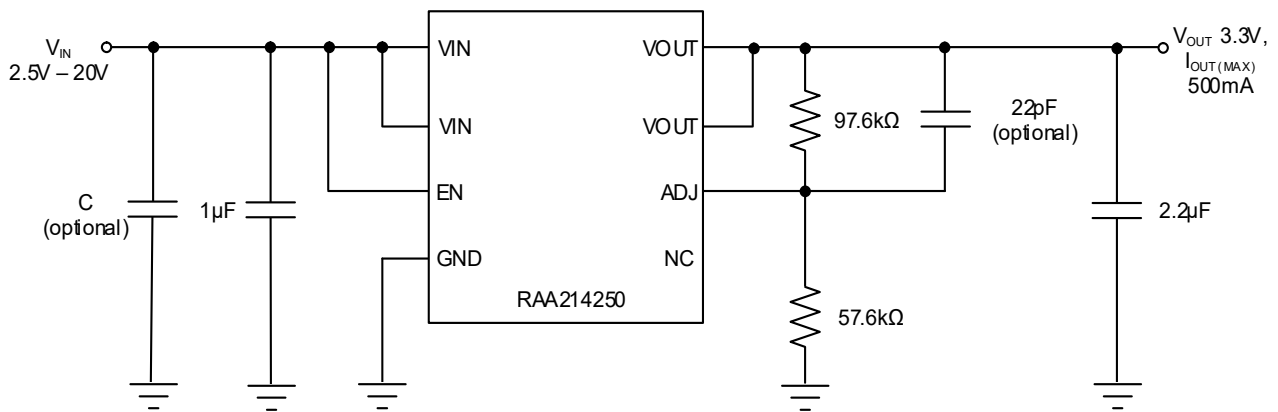 VIN
2.5V – 20V
C
(optional)
1µF
VIN
VIN
EN
GND
VOUT
VOUT
ADJ
NC
RAA214250
97.6kΩ
22pF
(optional)
57.6kΩ
2.2µF
VOUT 3.3V,
IOUT(MAX)
500mA